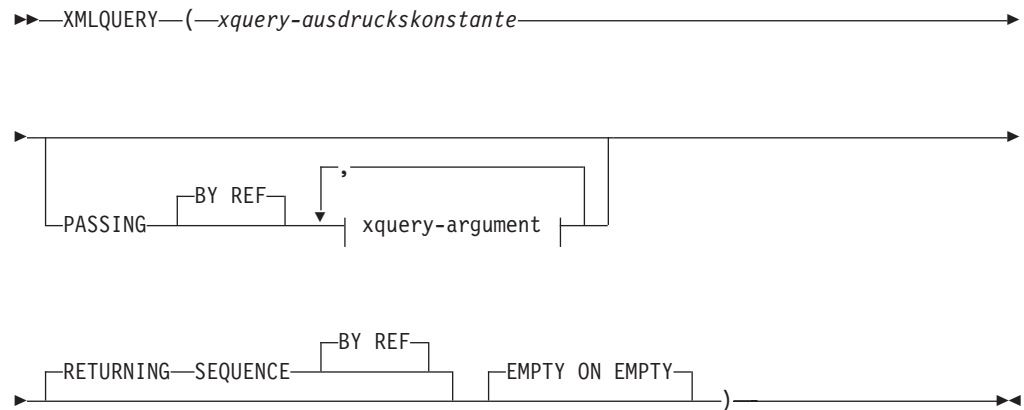 XMLQUERY ( xquery-ausdruckskonstante
,
BY REF
PASSING xquery-argument
BY REF
RETURNING SEQUENCE EMPTY ON EMPTY
)